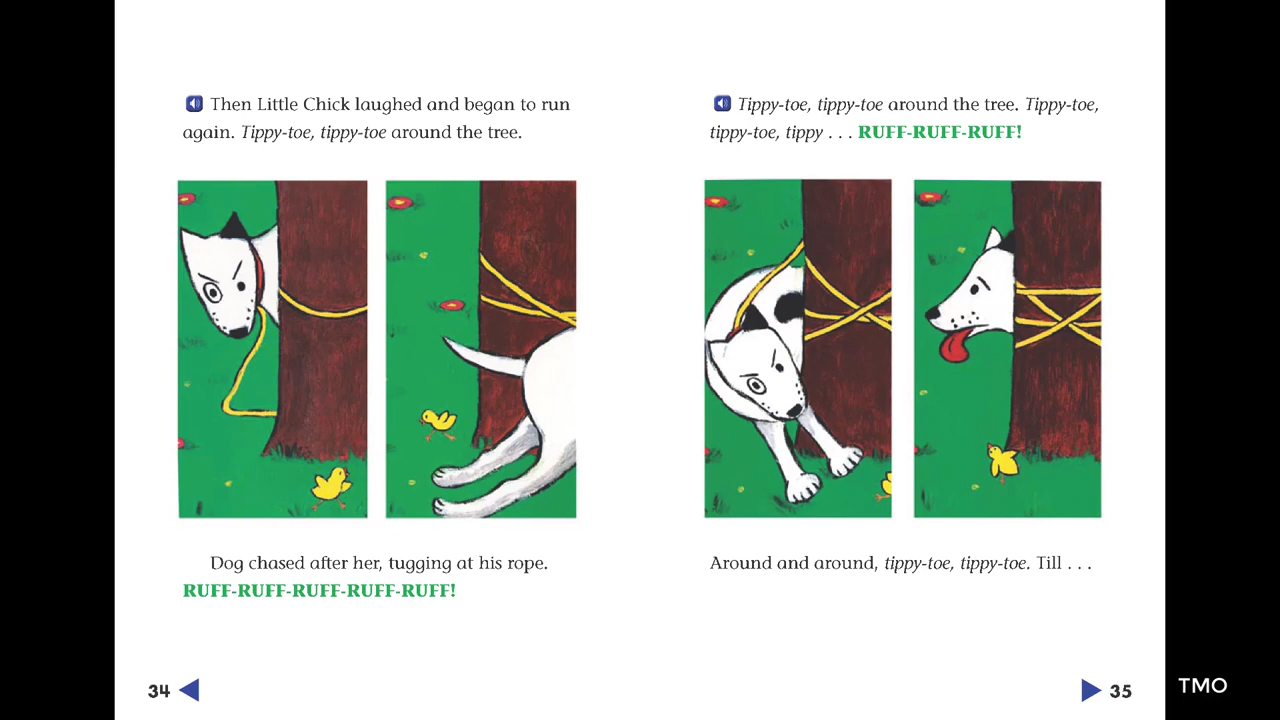 Then Little Chick laughed and began to run
again. Tippy-toe, tippy-toe around the tree.
Dog chased after her, tugging at his rope.
RUFF-RUFF-RUFF-RUFF-RUFF!
34
Tippy-toe, tippy-toe around the tree. Tippy-toe,
tippy-toe, tippy . . . RUFF-RUFF-RUFF!
Around and around, tippy-toe, tippy-toe. Till . . .
35
TMO